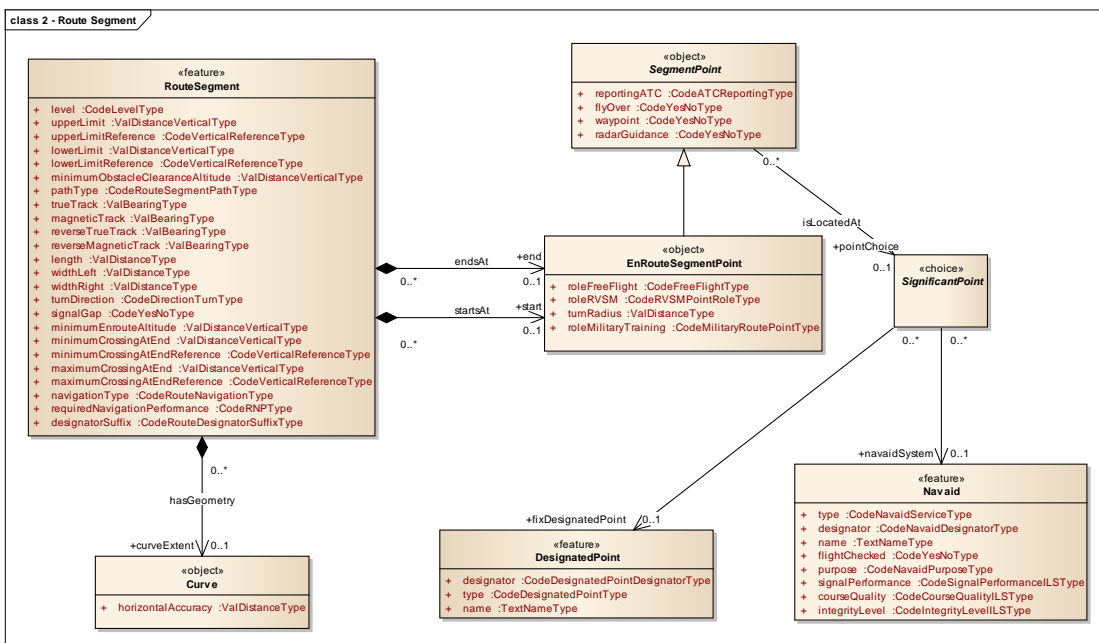 class 2 - Route Segment
«feature»
RouteSegment
+ level :CodeLevelType
+ upperLimit :ValDistanceVerticalType
+ upperLimitReference :CodeVerticalReferenceType
+ lowerLimit :ValDistanceVerticalType
+ lowerLimitReference :CodeVerticalReferenceType
+ minimumObstacleClearanceAltitude :ValDistanceVerticalType
+ pathType :CodeRouteSegmentPathType
+ trueTrack :ValBearingType
+ magneticTrack :ValBearingType
+ reverseTrueTrack :ValBearingType
+ reverseMagneticTrack :ValBearingType
+ length :ValDistanceType
+ widthLeft :ValDistanceType
+ widthRight :ValDistanceType
+ turnDirection :CodeDirectionTurnType
+ signalGap :CodeYesNoType
+ minimumEnrouteAltitude :ValDistanceVerticalType
+ minimumCrossingAtEnd :ValDistanceVerticalType
+ minimumCrossingAtEndReference :CodeVerticalReferenceType
+ maximumCrossingAtEnd :ValDistanceVerticalType
+ maximumCrossingAtEndReference :CodeVerticalReferenceType
+ navigationType :CodeRouteNavigationType
+ requiredNavigationPerformance :CodeRNPType
+ designatorSuffix :CodeRouteDesignatorSuffixType
«object»
SegmentPoint
+ reportingATC :CodeATCReportingType
+ flyOver :CodeYesNoType
+ waypoint :CodeYesNoType
+ radarGuidance :CodeYesNoType
0..*
isLocatedAt
+pointChoice
0..1
endsAt
+end
0..*
0..1
startsAt
+start
0..*
0..1
«object»
EnRouteSegmentPoint
+ roleFreeFlight :CodeFreeFlightType
+ roleRVSM :CodeRVSMPointRoleType
+ turnRadius :ValDistanceType
+ roleMilitaryTraining :CodeMilitaryRoutePointType
«choice»
SignificantPoint
0..*
0..*
0..*
hasGeometry
+curveExtent
0..1
«object»
Curve
+ horizontalAccuracy :ValDistanceType
+fixDesignatedPoint
0..1
«feature»
DesignatedPoint
+ designator :CodeDesignatedPointDesignatorType
+ type :CodeDesignatedPointType
+ name :TextNameType
+navaidSystem
0..1
«feature»
Navaid
+ type :CodeNavaidServiceType
+ designator :CodeNavaidDesignatorType
+ name :TextNameType
+ flightChecked :CodeYesNoType
+ purpose :CodeNavaidPurposeType
+ signalPerformance :CodeSignalPerformanceILSType
+ courseQuality :CodeCourseQualityILSType
+ integrityLevel :CodeIntegrityLevelILSType